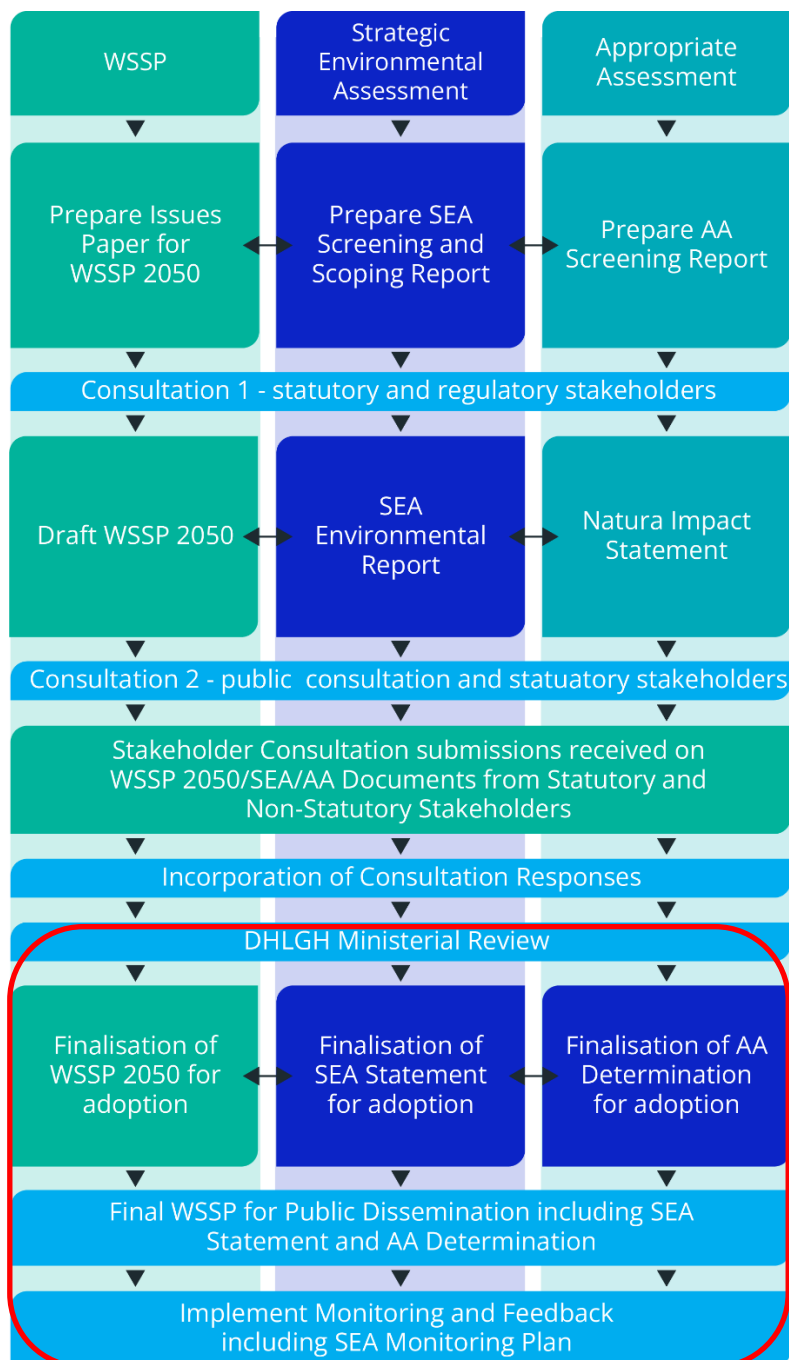 WSSP
Strategic
Environmental
Assessment
Appropriate
Assessment
Prepare Issues
Paper for
WSSP 2050
Prepare SEA
Screening and
Scoping Report
Prepare AA
Screening Report
Consultation 1 - statutory and regulatory stakeholders
Draft WSSP 2050
SEA
Environmental
Report
Natura Impact
Statement
Consultation 2 - public consultation and statuatory stakeholders
Stakeholder Consultation submissions received on
WSSP 2050/SEA/AA Documents from Statutory and
Non-Statutory Stakeholders
Incorporation of Consultation Responses
DHLGH Ministerial Review
Finalisation of
WSSP 2050 for
adoption
Finalisation of
SEA Statement
for adoption
Finalisation of AA
Determination
for adoption
Final WSSP for Public Dissemination including SEA
Statement and AA Determination
Implement Monitoring and Feedback
including SEA Monitoring Plan